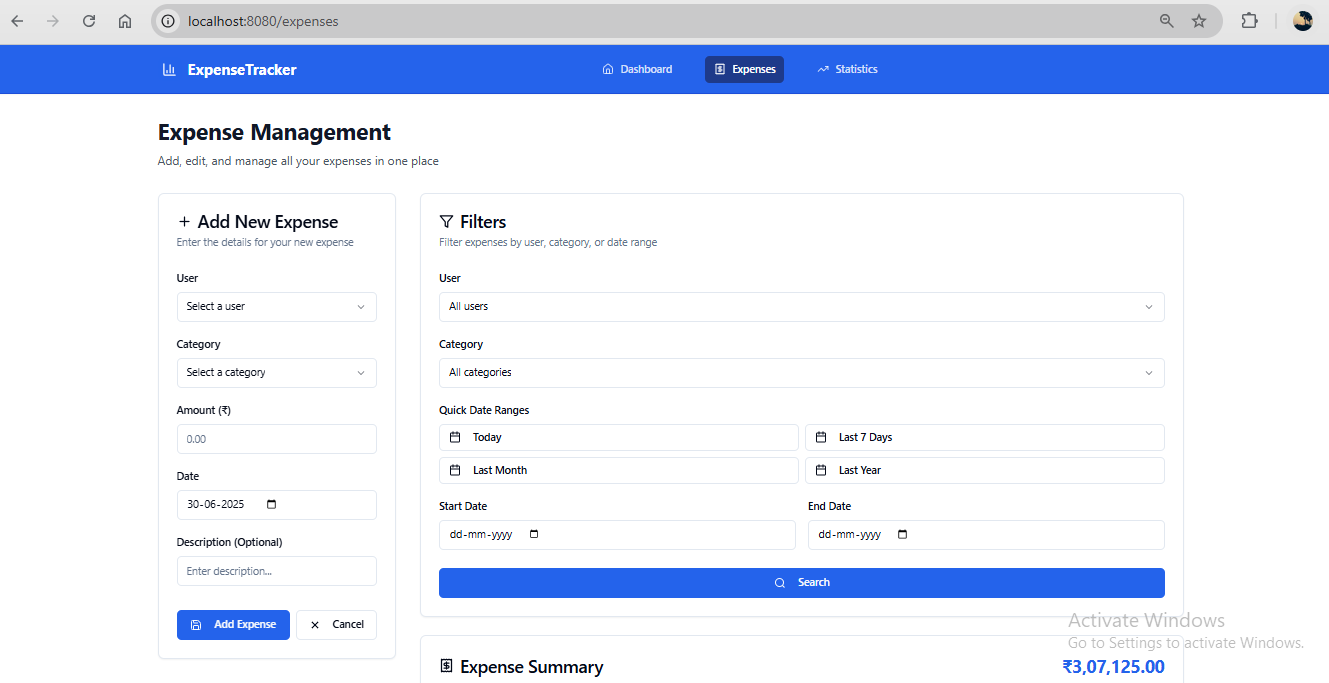 localhost:8080/expenses
ExpenseTracker
Dashboard
Expenses
Statistics
Expense Management
Add, edit, and manage all your expenses in one place
Add New Expense
Enter the details for your new expense
User
Select a user
Category
Select a category
Amount (₹)
0.00
Date
30-06-2025
Description (Optional)
Enter description...
Add Expense
Cancel
Filters
Filter expenses by user, category, or date range
User
All users
Category
All categories
Quick Date Ranges
Today
Last 7 Days
Last Month
Last Year
Start Date
End Date
dd-mm-yyyy
dd-mm-yyyy
Search
Expense Summary
₹3,07,125.00
Activate Windows
Go to Settings to activate Windows.